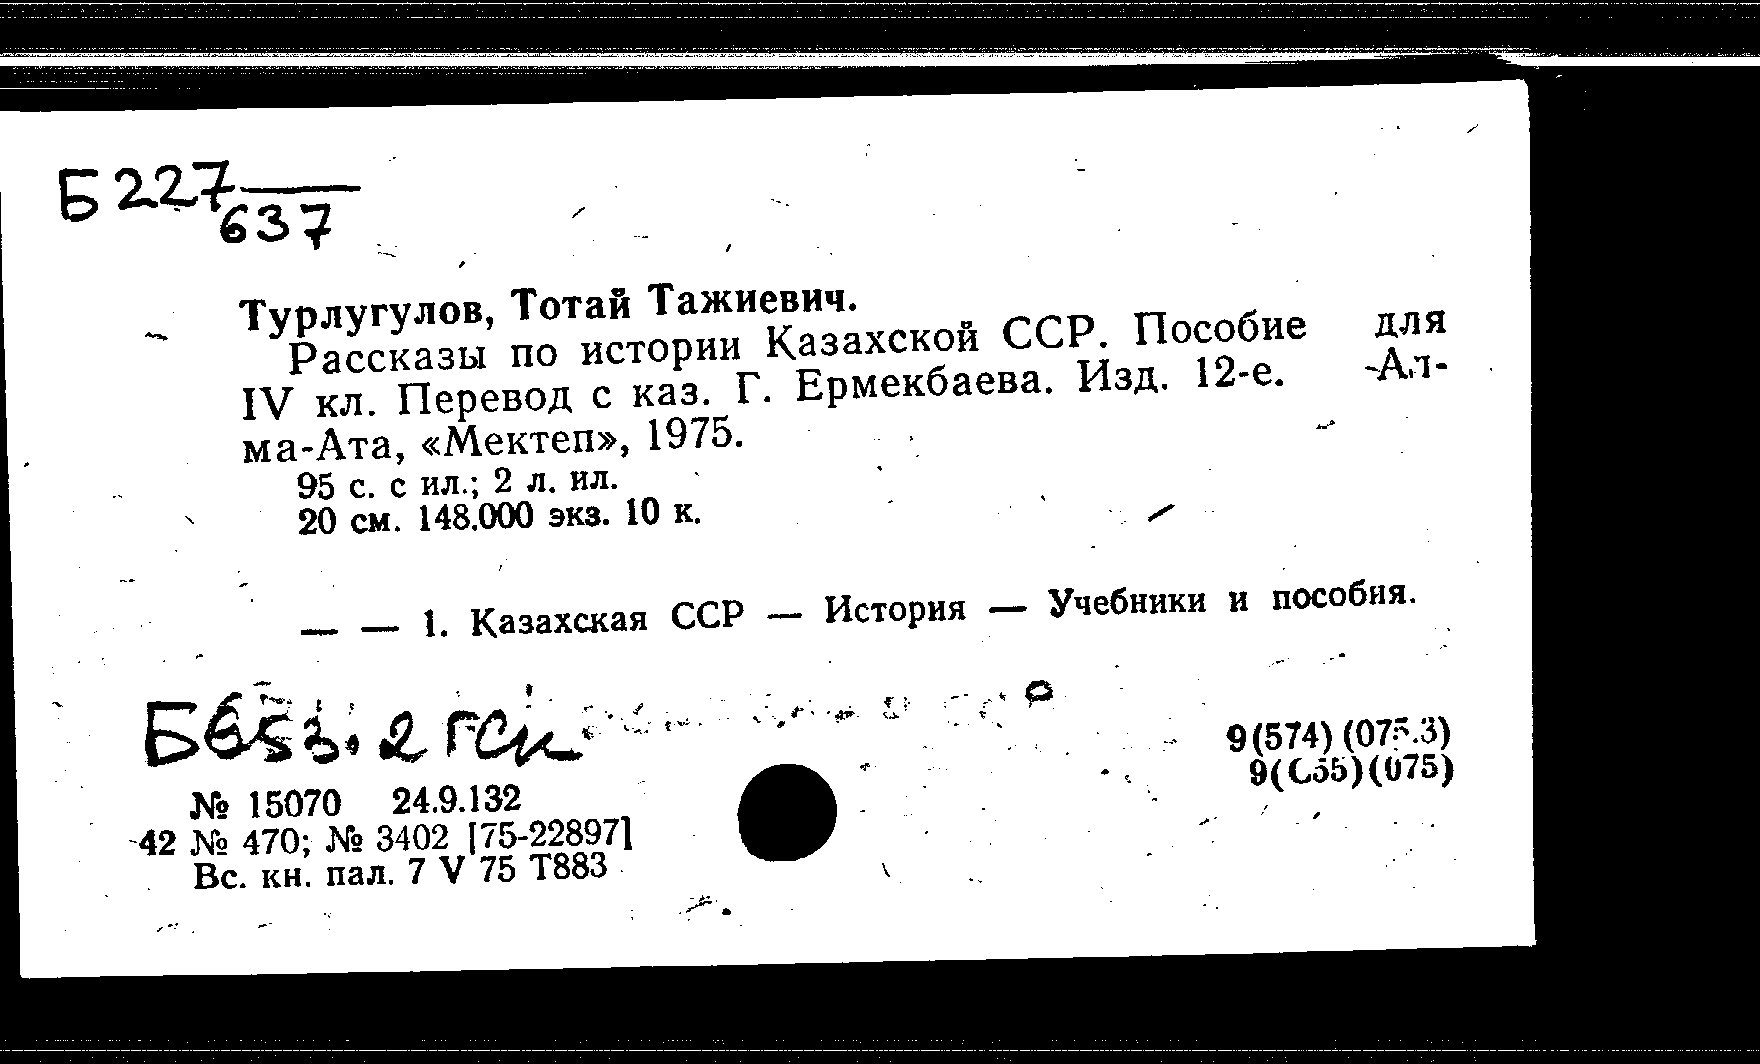 Б227
637
Турлугулов, Тотай Тажиевич.
Рассказы по истории Казахской ССР. Пособие для
IV кл. Перевод с каз. Г. Ермекбаева. Изд. 12-е. -Ал-
ма-Ата, «Мектеп», 1975.
95 с. с ил.; 2 л. ил.
20 см. 148.000 экз. 10 к.
— — 1. Казахская ССР — История — Учебники и пособия.
Б653.2 ГСК
9(574) (075.3)
9(С55)(075)
№ 15070 24.9.132
-42 № 470; № 3402 [75-22897]
Вс. кн. пал. 7 V 75 Т883